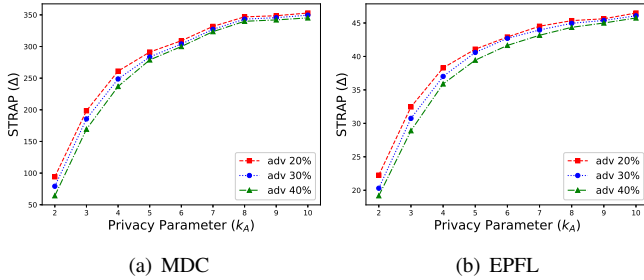 STRAP (Δ)
350
300
250
200
150
100
50
2 3 4 5 6 7 8 9 10
Privacy Parameter (k_A)
adv 20%
adv 30%
adv 40%
(a) MDC
STRAP (Δ)
45
40
35
30
25
20
2 3 4 5 6 7 8 9 10
Privacy Parameter (k_A)
adv 20%
adv 30%
adv 40%
(b) EPFL